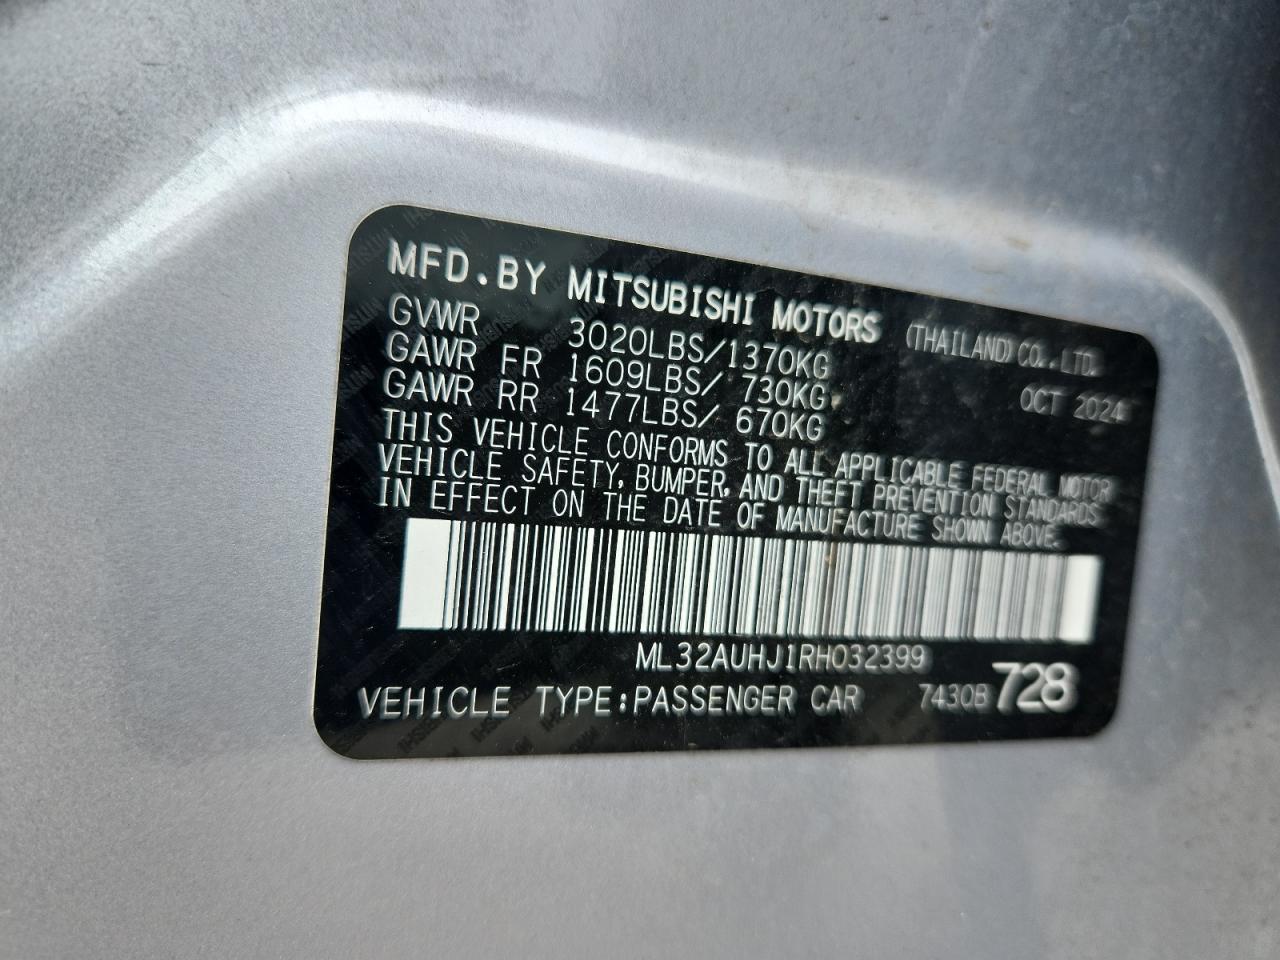 MFD.BY MITSUBISHI MOTORS (THAILAND) CO.,LTD.
GVWR 3020LBS/1370KG OCT 2024
GAWR FR 1609LBS/ 730KG
GAWR RR 1477LBS/ 670KG
THIS VEHICLE CONFORMS TO ALL APPLICABLE FEDERAL MOTOR
VEHICLE SAFETY, BUMPER, AND THEFT PREVENTION STANDARDS
IN EFFECT ON THE DATE OF MANUFACTURE SHOWN ABOVE.
ML32AUHJ1RH032399
VEHICLE TYPE:PASSENGER CAR 7430B 728